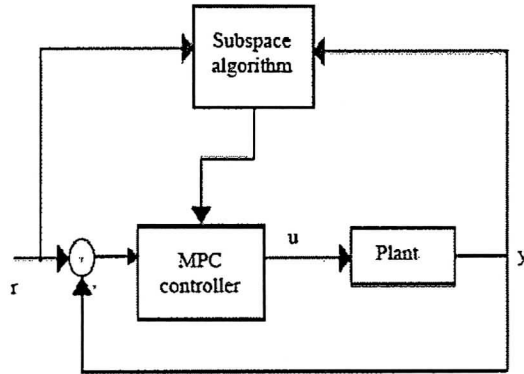 Subspace
algorithm
u
Plant
y
MPC
controller
r